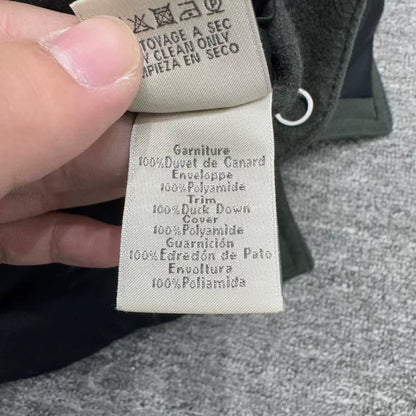 TOYAGE A SEC
Y CLEAN ONLY
PIEZA EN SECO
Garniture
100%Duvet de Canard
Enveloppe
100%Polyamide
Trim
100%Duck Down
Cover
100%Polyamide
Guarnición
100%Edredón de Pato
Envoltura
100%Poliamida